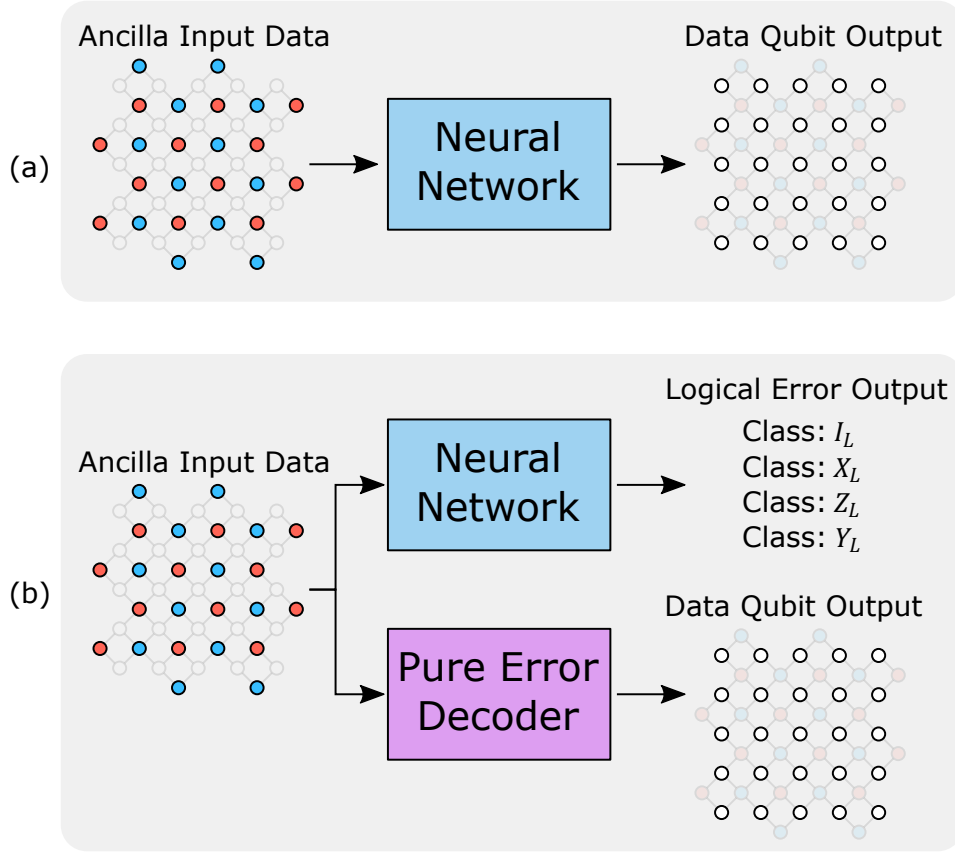 Ancilla Input Data
Data Qubit Output
(a)
Neural
Network
Logical Error Output
Class: I_L
Class: X_L
Class: Z_L
Class: Y_L
Ancilla Input Data
Neural
Network
(b)
Data Qubit Output
Pure Error
Decoder